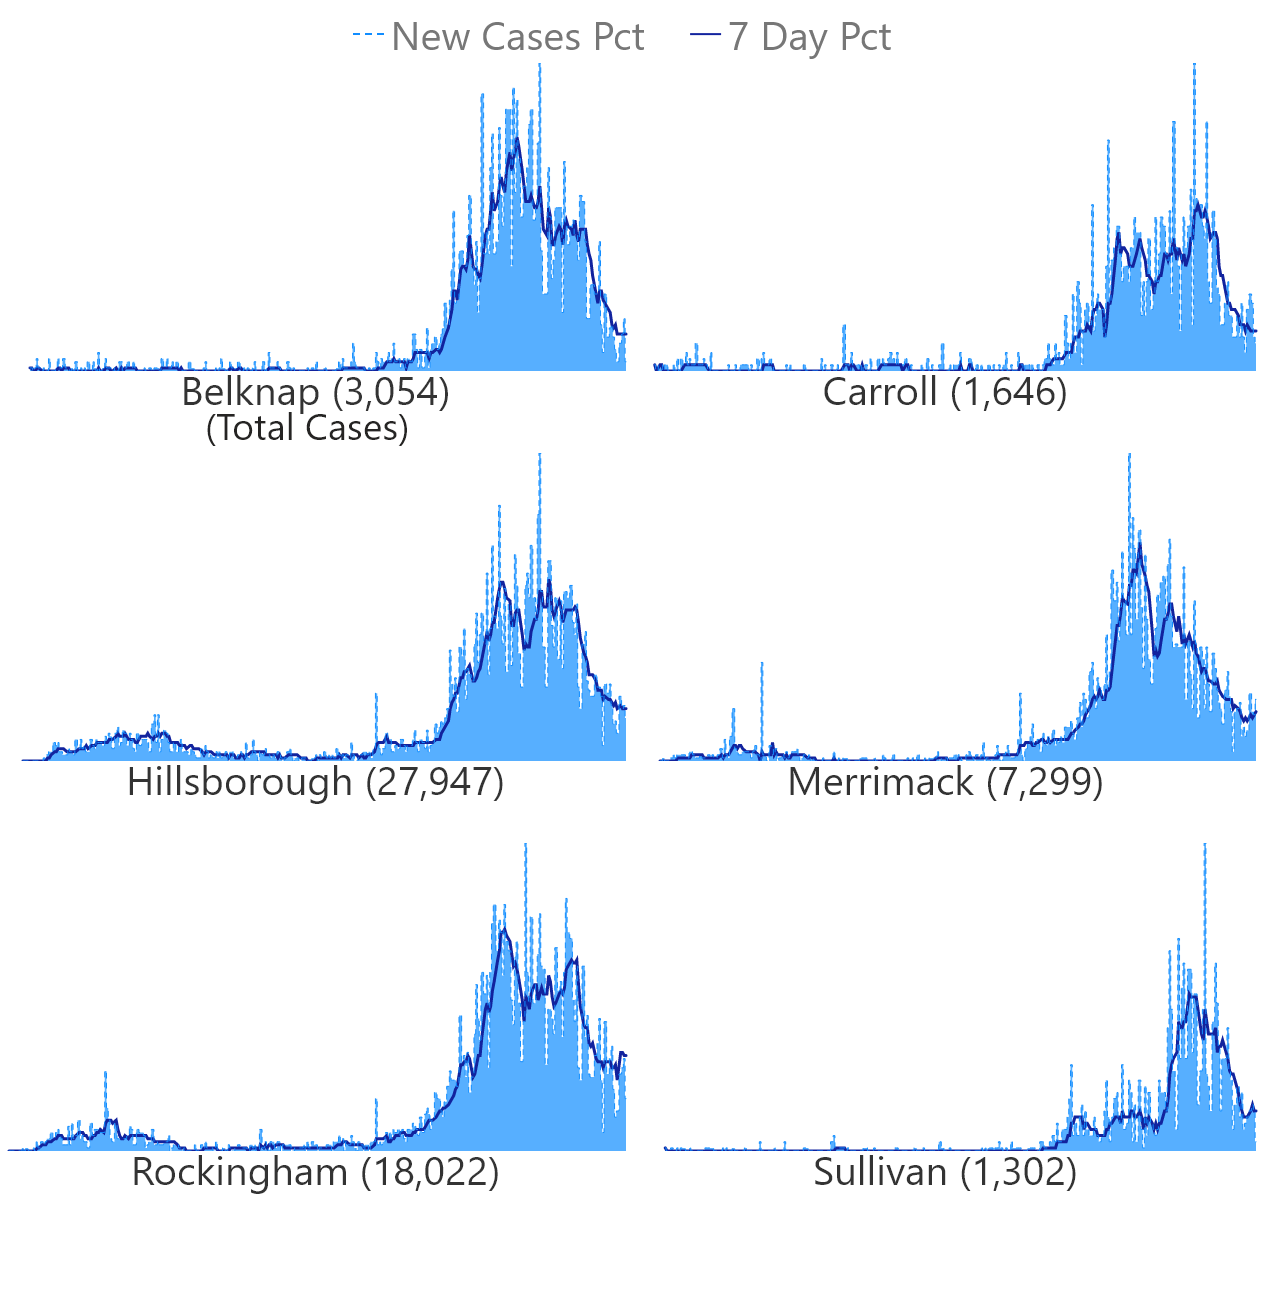 New Cases Pct 7 Day Pct
Belknap (3,054) Carroll (1,646)
(Total Cases)
Hillsborough (27,947) Merrimack (7,299)
Rockingham (18,022) Sullivan (1,302)